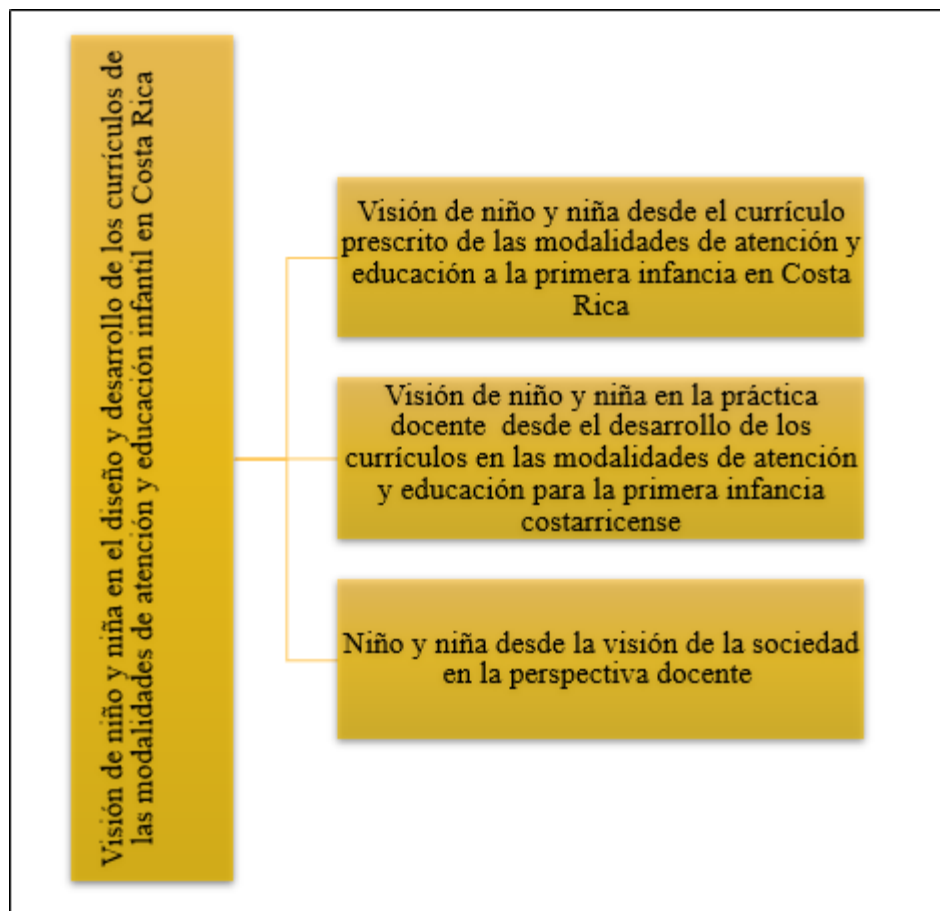 Visión de niño y niña en el diseño y desarrollo de los currículos de
las modalidades de atención y educación infantil en Costa Rica
Visión de niño y niña desde el currículo
prescrito de las modalidades de atención y
educación a la primera infancia en Costa
Rica
Visión de niño y niña en la práctica
docente desde el desarrollo de los
currículos en las modalidades de atención
y educación para la primera infancia
costarricense
Niño y niña desde la visión de la sociedad
en la perspectiva docente